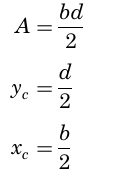 A = bd/2
y_c = d/2
x_c = b/2